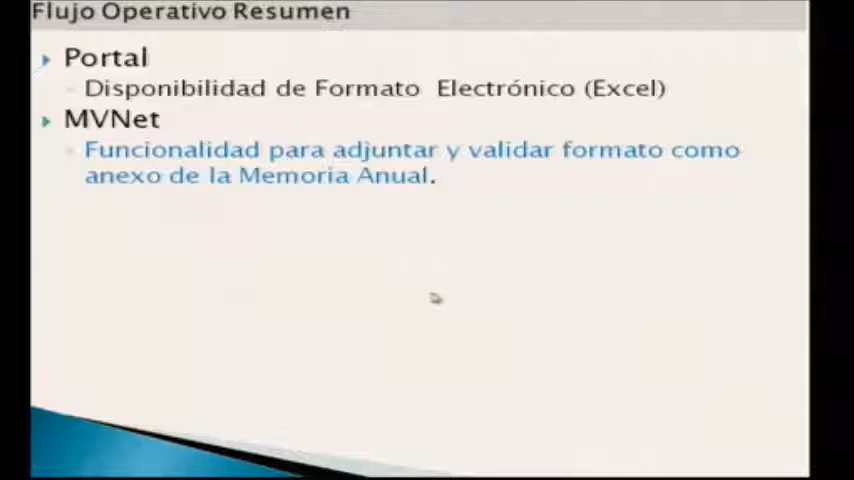 Flujo Operativo Resumen
Portal
Disponibilidad de Formato Electrónico (Excel)
MVNet
Funcionalidad para adjuntar y validar formato como
anexo de la Memoria Anual.